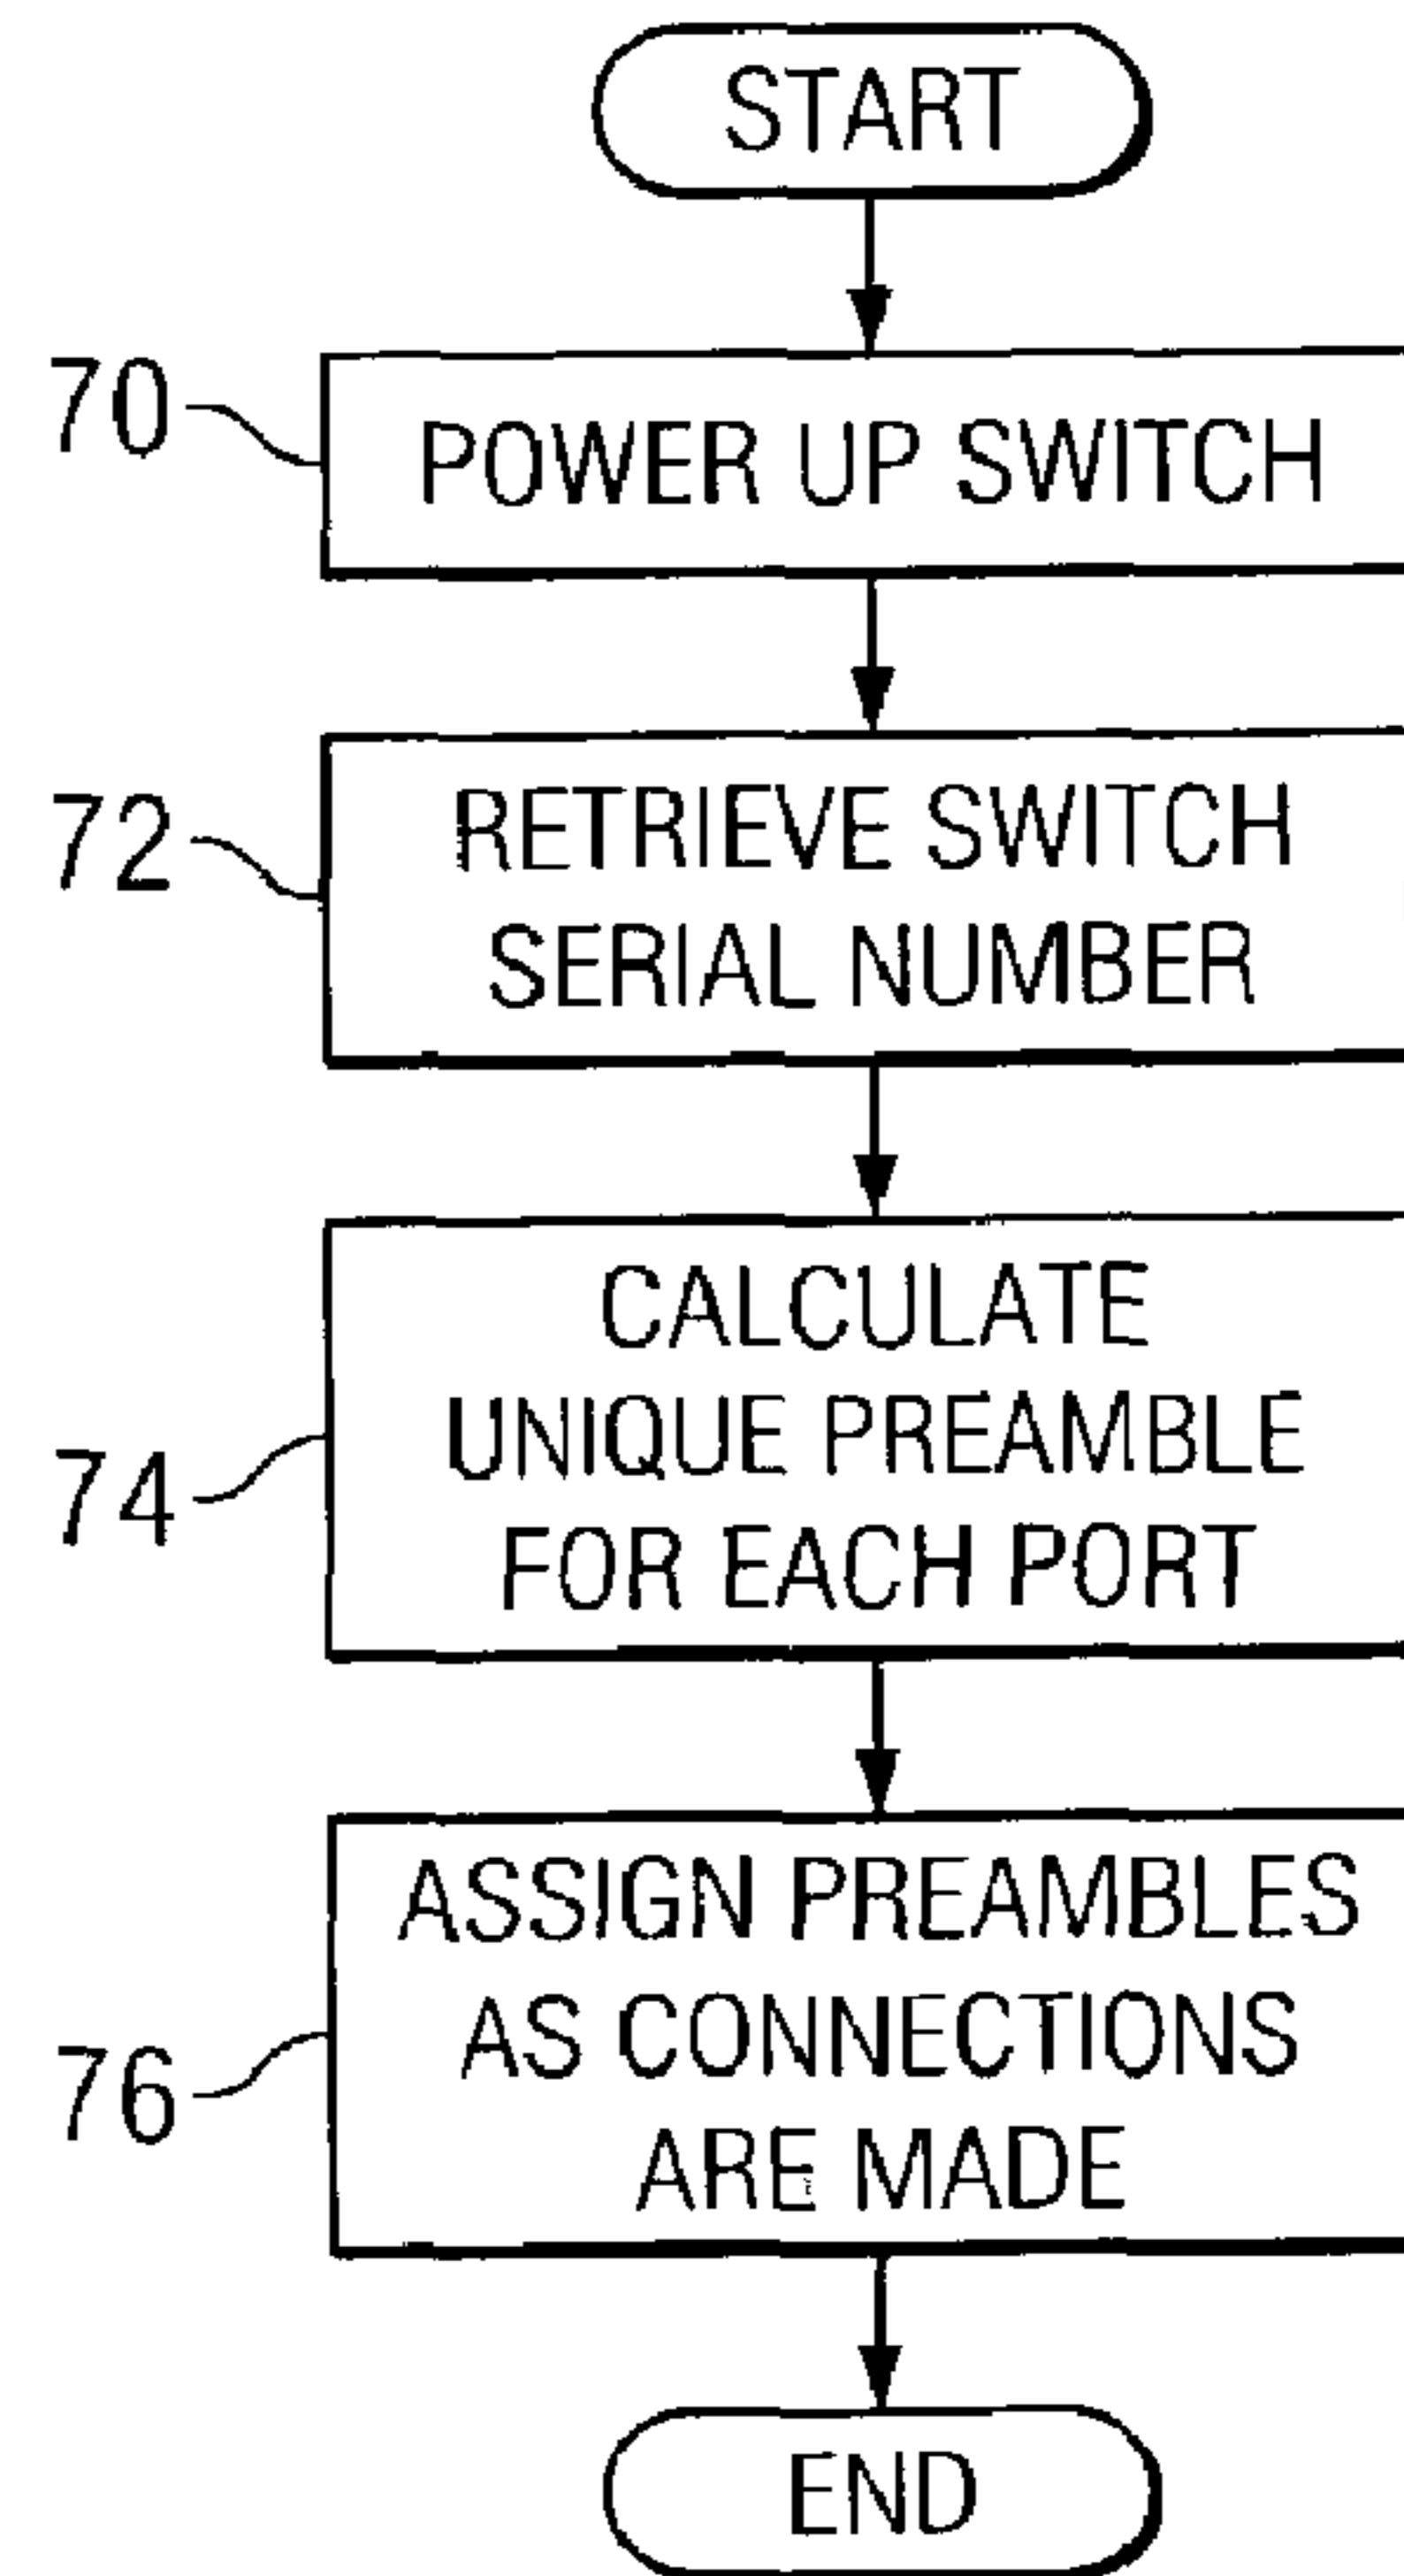 START
70
POWER UP SWITCH
72
RETRIEVE SWITCH
SERIAL NUMBER
CALCULATE
UNIQUE PREAMBLE
74
FOR EACH PORT
ASSIGN PREAMBLES
AS CONNECTIONS
76
ARE MADE
END